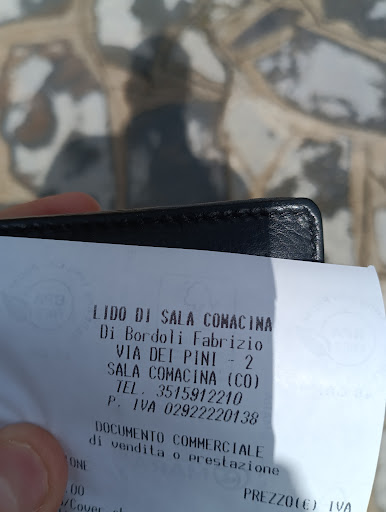 LIDO DI SALA COMACINA
Di Bordoli Fabrizio
VIA DEI PINI - 2
SALA COMACINA (CO)
TEL. 3515912210
P. IVA 02922220138
DOCUMENTO COMMERCIALE
di vendita o prestazione
PREZZO(€) IVA